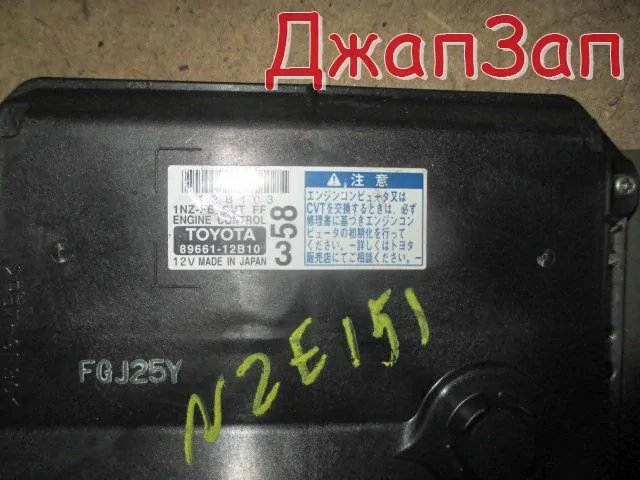 ДжапЗап
12B103
1NZ-FE CVT FF
ENGINE CONTROL
TOYOTA
89661-12B10
12V MADE IN JAPAN
358
注意
エンジンコンピュータ又は
CVTを交換するときは、必ず
修理書に基づきエンジンコン
ピュータの初期化を行って
ください。-詳しくはトヨタ
販売店にてご相談ください。-
FGJ25Y
NZE151